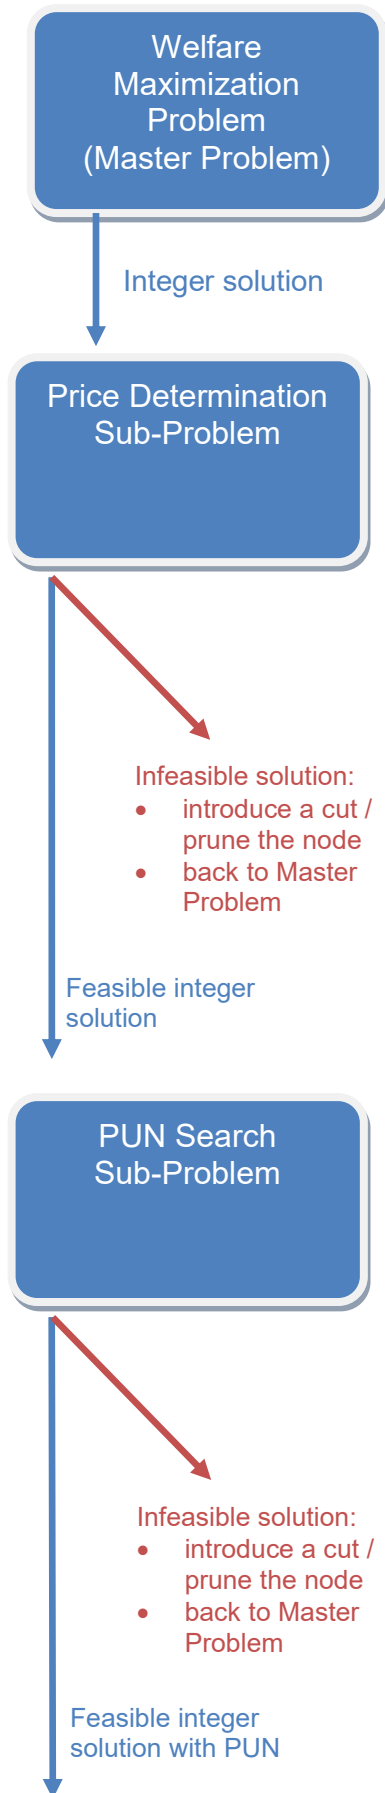 Welfare
Maximization
Problem
(Master Problem)
Integer solution
Price Determination
Sub-Problem
Infeasible solution:
• introduce a cut /
prune the node
• back to Master
Problem
Feasible integer
solution
PUN Search
Sub-Problem
Infeasible solution:
• introduce a cut /
prune the node
• back to Master
Problem
Feasible integer
solution with PUN